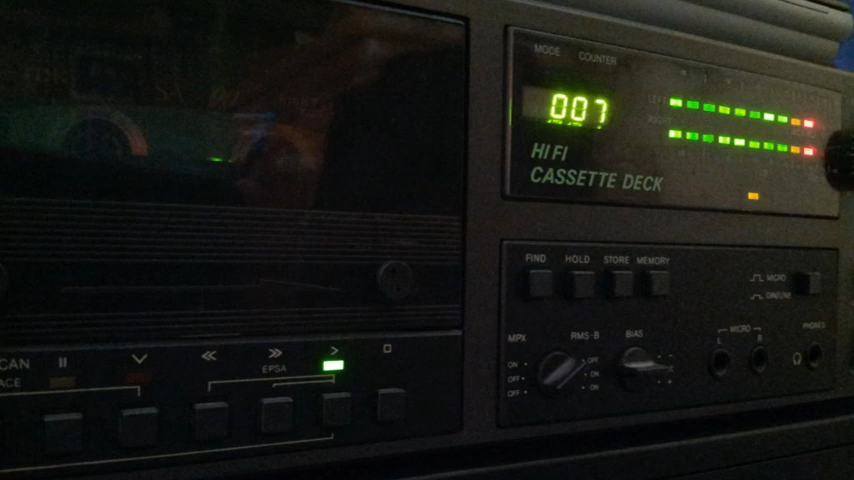 MODE COUNTER
007
LEFT
RIGHT
HI FI
CASSETTE DECK
FIND HOLD STORE MEMORY
MICRO
DIN/LINE
MPX RMS-B BIAS MICRO PHONES
L R
ON OFF
OFF ON
OFF ON
CAN
ACE
EPSA